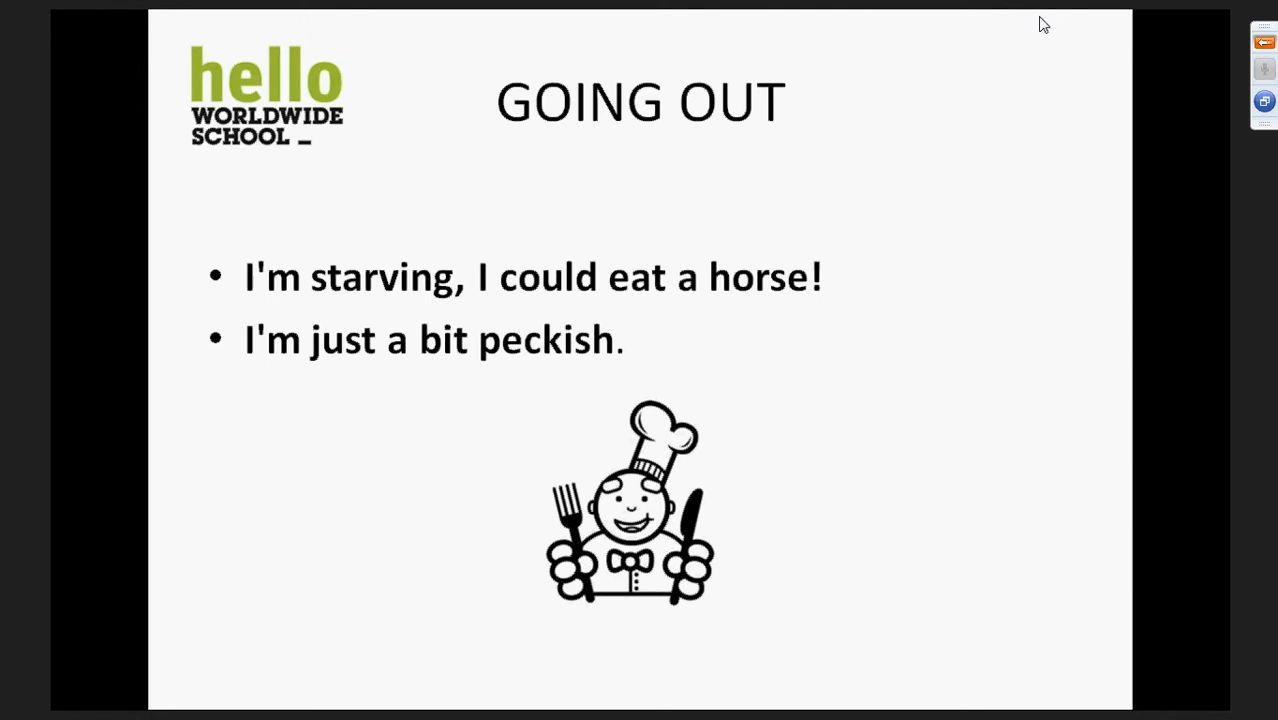 hello
WORLDWIDE
SCHOOL _
GOING OUT
• I'm starving, I could eat a horse!
• I'm just a bit peckish.